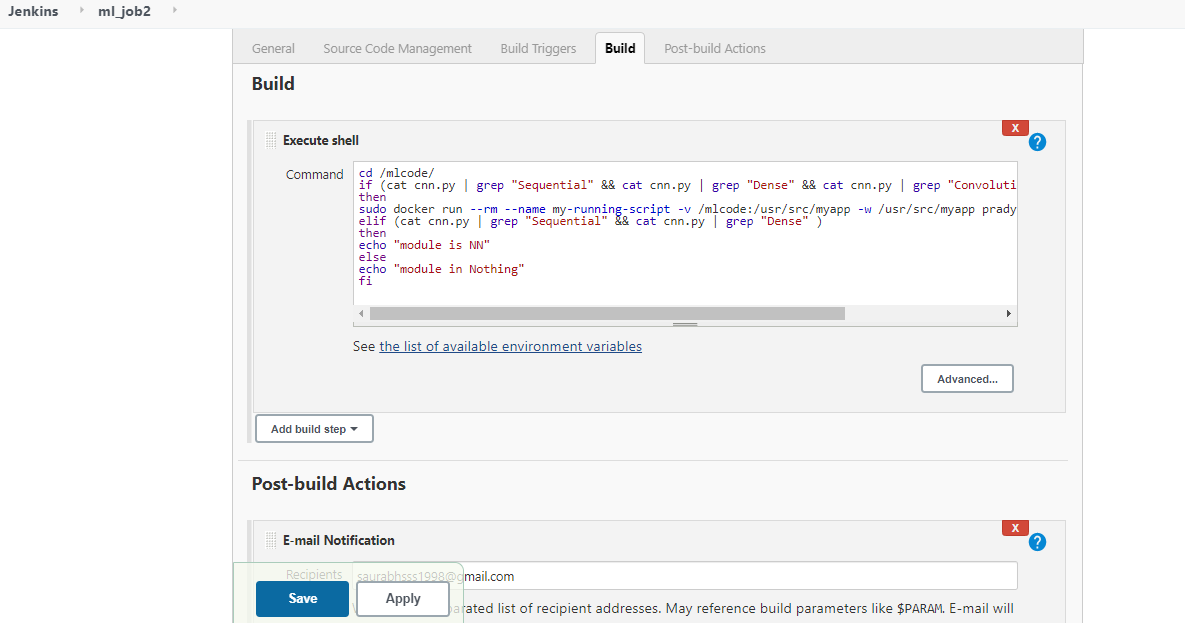 Jenkins ml_job2
General Source Code Management Build Triggers Build Post-build Actions
Build
X
Execute shell
?
Command
cd /mlcode/
if (cat cnn.py | grep "Sequential" && cat cnn.py | grep "Dense" && cat cnn.py | grep "Convoluti
then
sudo docker run --rm --name my-running-script -v /mlcode:/usr/src/myapp -w /usr/src/myapp prady
elif (cat cnn.py | grep "Sequential" && cat cnn.py | grep "Dense" )
then
echo "module is NN"
else
echo "module in Nothing"
fi
See the list of available environment variables
Advanced...
Add build step
Post-build Actions
X
E-mail Notification
?
Recipients saurabhsss1998@gmail.com
Save Apply
arated list of recipient addresses. May reference build parameters like $PARAM. E-mail will